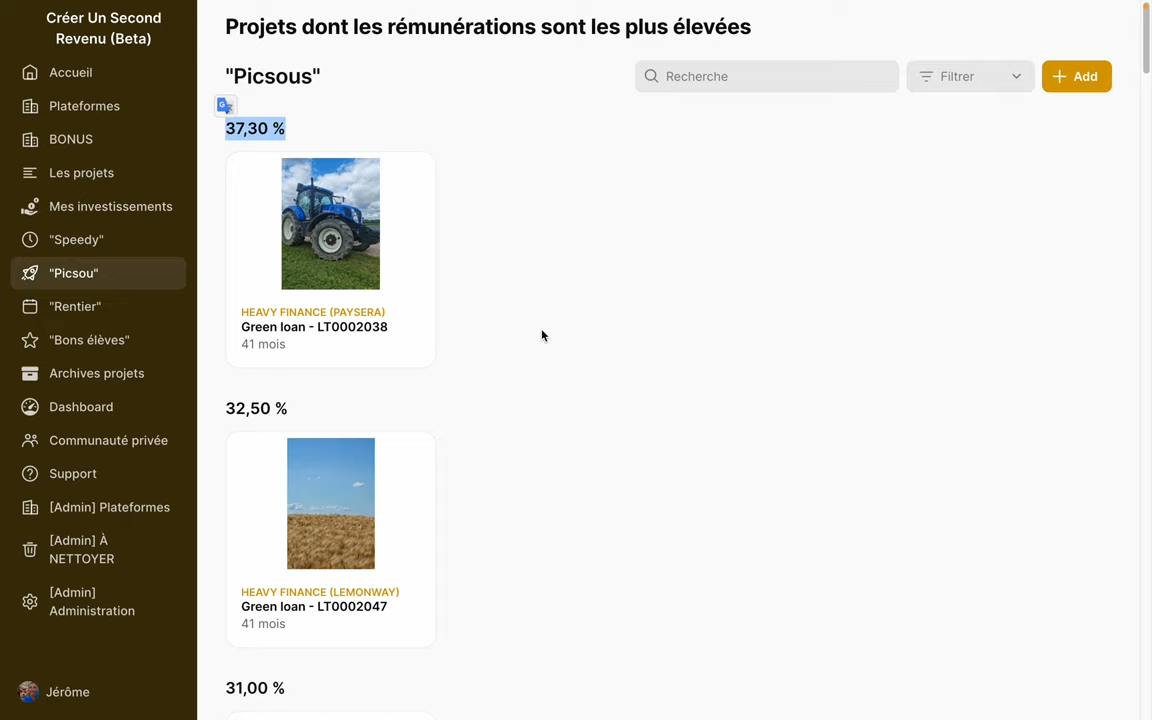 Créer Un Second
Revenu (Beta)
Accueil
Plateformes
BONUS
Les projets
Mes investissements
"Speedy"
"Picsou"
"Rentier"
"Bons élèves"
Archives projets
Dashboard
Communauté privée
Support
[Admin] Plateformes
[Admin] À
NETTOYER
[Admin]
Administration
Jérôme
Projets dont les rémunérations sont les plus élevées
"Picsous"
Recherche
Filtrer
Add
37,30 %
HEAVY FINANCE (PAYSERA)
Green loan - LT0002038
41 mois
32,50 %
HEAVY FINANCE (LEMONWAY)
Green loan - LT0002047
41 mois
31,00 %